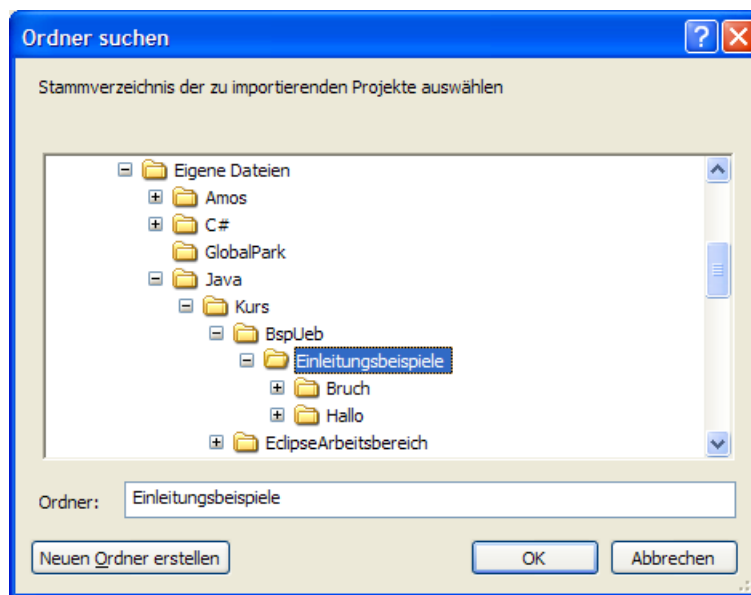 Ordner suchen
Stammverzeichnis der zu importierenden Projekte auswählen
Eigene Dateien
Amos
C#
GlobalPark
Java
Kurs
BspUeb
Einleitungsbeispiele
Bruch
Hallo
EclipseArbeitsbereich
Ordner: Einleitungsbeispiele
Neuen Ordner erstellen OK Abbrechen